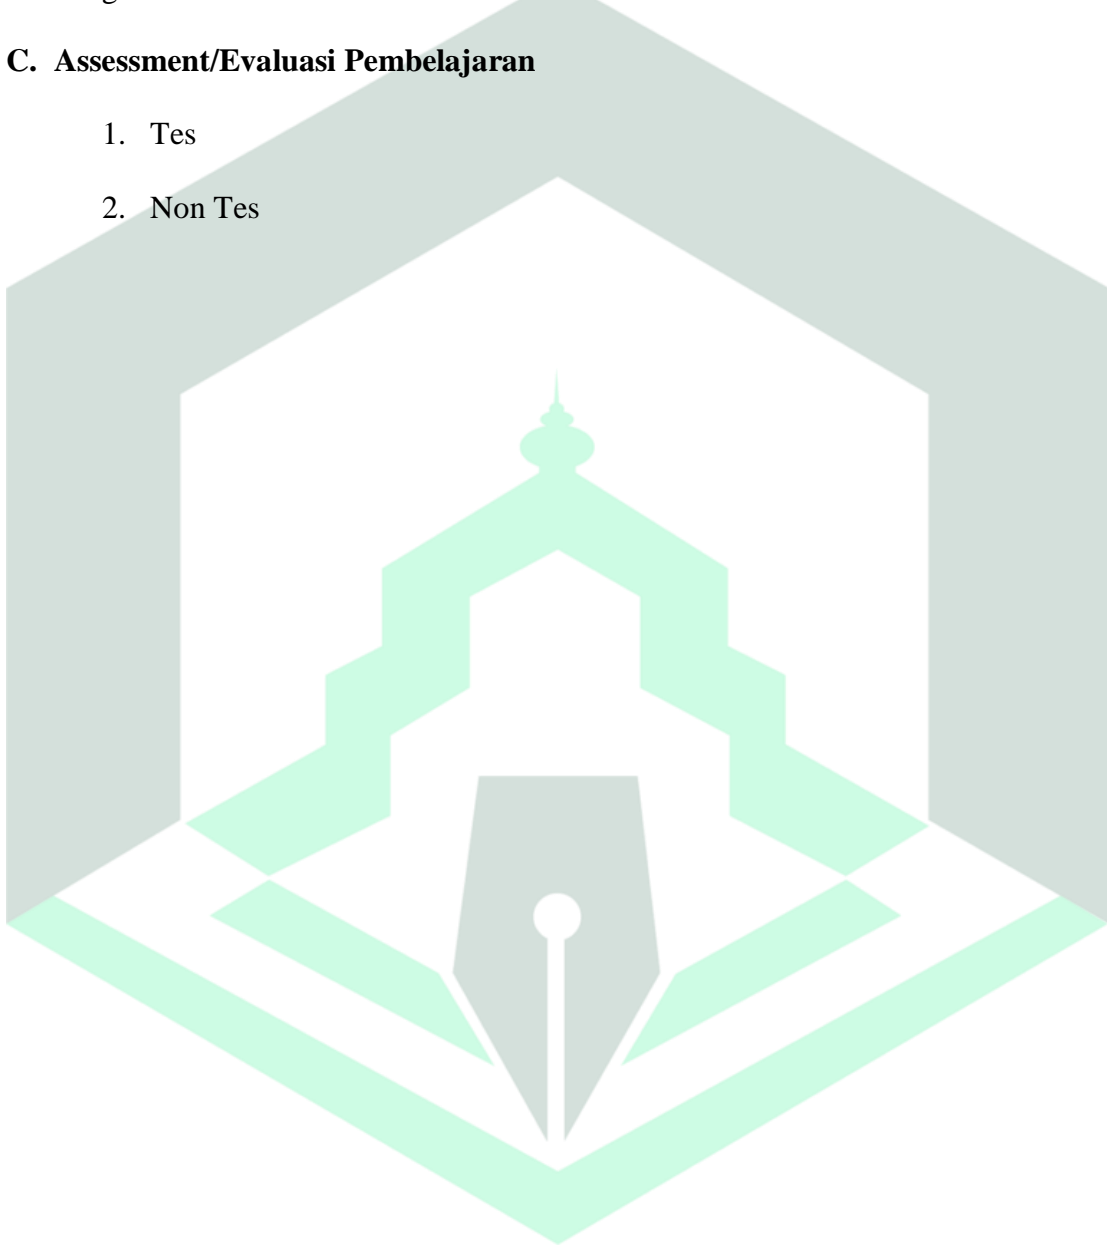 C. Assessment/Evaluasi Pembelajaran
1. Tes
2. Non Tes